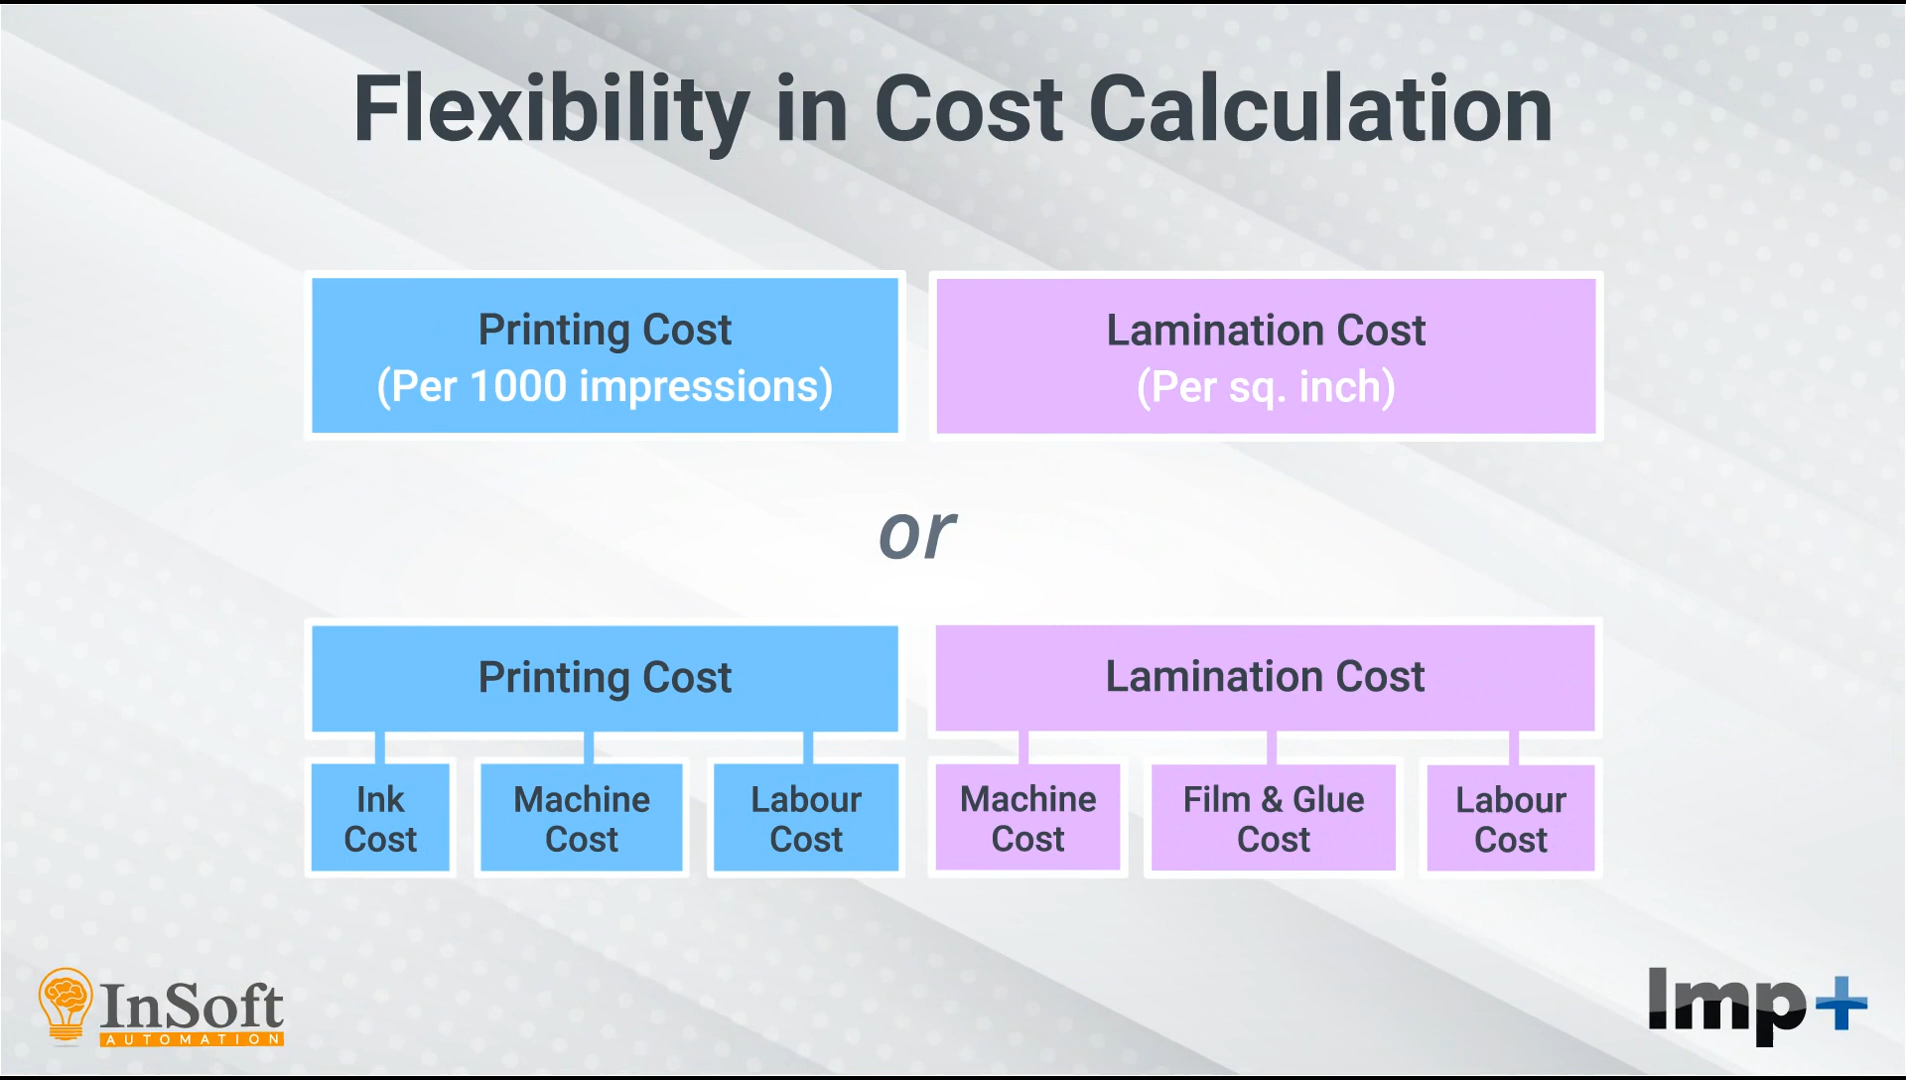 Flexibility in Cost Calculation
Printing Cost
(Per 1000 impressions)
Lamination Cost
(Per sq. inch)
or
Printing Cost
Ink
Cost
Machine
Cost
Labour
Cost
Lamination Cost
Machine
Cost
Film & Glue
Cost
Labour
Cost
InSoft
AUTOMATION
Imp+